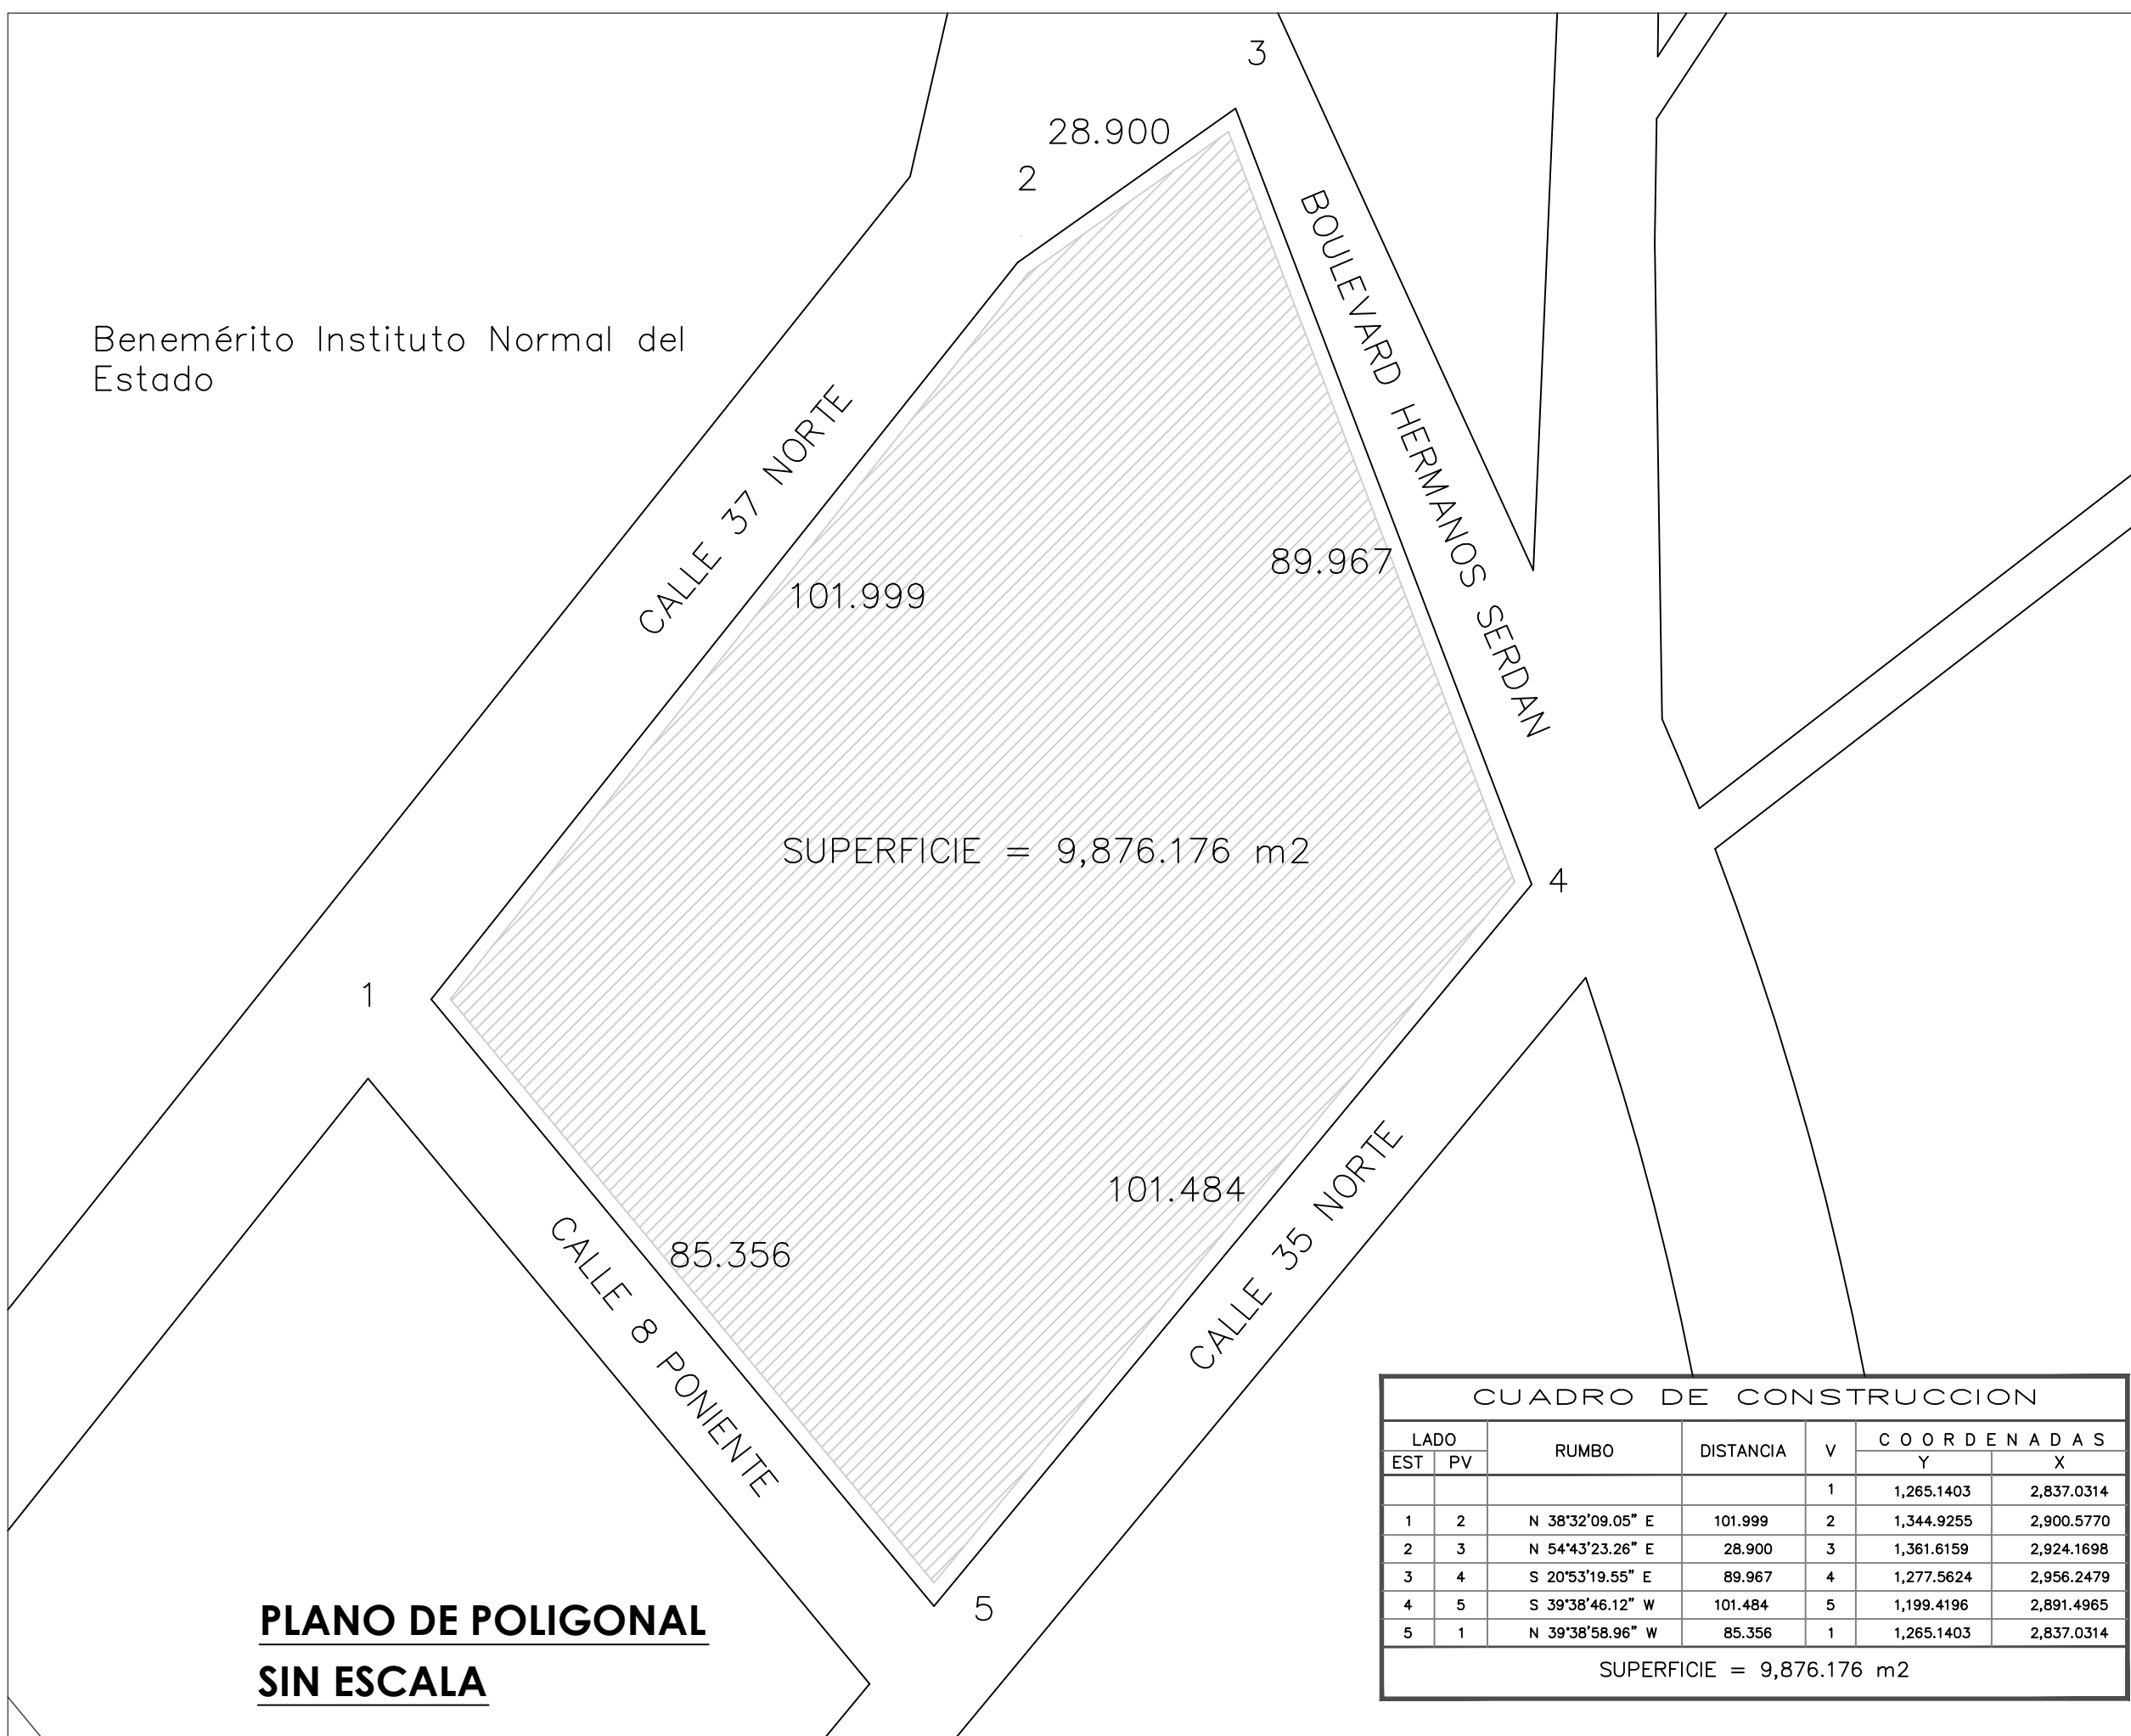 3
28.900
2
BOULEVARD HERMANOS SERDAN
Benemérito Instituto Normal del
Estado
CALLE 37 NORTE
89.967
101.999
SUPERFICIE = 9,876.176 m2
4
1
101.484
CALLE 35 NORTE
85.356
CALLE 8 PONIENTE
5
PLANO DE POLIGONAL
SIN ESCALA
CUADRO DE CONSTRUCCION
LADO RUMBO DISTANCIA V COORDENADAS
EST PV Y X
1 1,265.1403 2,837.0314
1 2 N 38°32'09.05" E 101.999 2 1,344.9255 2,900.5770
2 3 N 54°43'23.26" E 28.900 3 1,361.6159 2,924.1698
3 4 S 20°53'19.55" E 89.967 4 1,277.5624 2,956.2479
4 5 S 39°38'46.12" W 101.484 5 1,199.4196 2,891.4965
5 1 N 39°38'58.96" W 85.356 1 1,265.1403 2,837.0314
SUPERFICIE = 9,876.176 m2